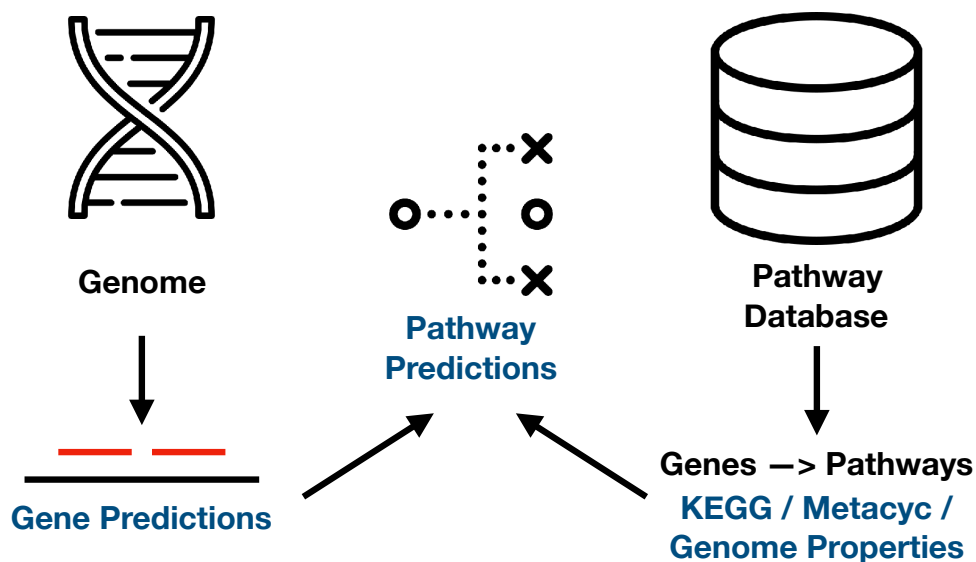 Genome
Pathway
Database
Pathway
Predictions
Genes —> Pathways
Gene Predictions
KEGG / Metacyc /
Genome Properties